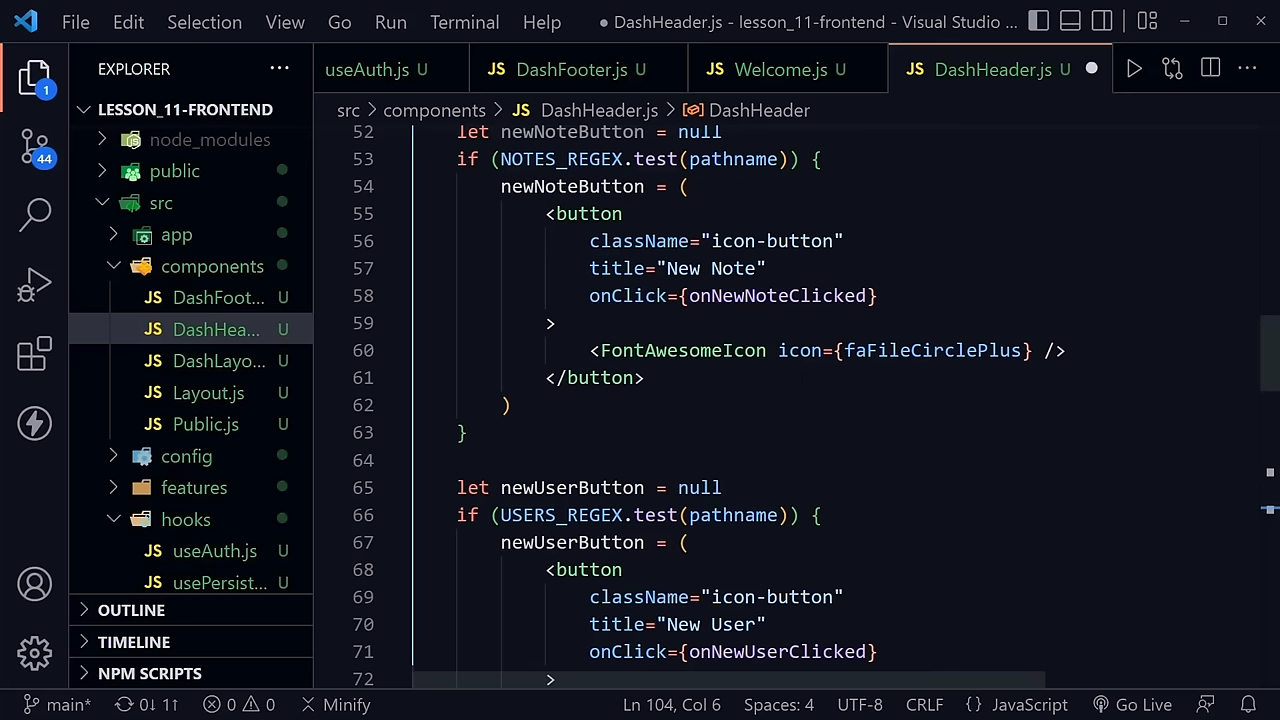 File Edit Selection View Go Run Terminal Help ● DashHeader.js - lesson_11-frontend - Visual Studio ...
EXPLORER ...
1
44
LESSON_11-FRONTEND
node_modules
public
src
app
components
JS DashFoot... U
JS DashHea... U
JS DashLayo... U
JS Layout.js U
JS Public.js U
config
features
hooks
JS useAuth.js U
JS usePersist... U
OUTLINE
TIMELINE
NPM SCRIPTS
useAuth.js U JS DashFooter.js U JS Welcome.js U JS DashHeader.js U ●
src > components > JS DashHeader.js > DashHeader
52 let newNoteButton = null
53 if (NOTES_REGEX.test(pathname)) {
54 newNoteButton = (
55 <button
56 className="icon-button"
57 title="New Note"
58 onClick={onNewNoteClicked}
59 >
60 <FontAwesomeIcon icon={faFileCirclePlus} />
61 </button>
62 )
63 }
64
65 let newUserButton = null
66 if (USERS_REGEX.test(pathname)) {
67 newUserButton = (
68 <button
69 className="icon-button"
70 title="New User"
71 onClick={onNewUserClicked}
72 >
main* 0↓ 1↑ 0 0 Minify Ln 104, Col 6 Spaces: 4 UTF-8 CRLF {} JavaScript Go Live